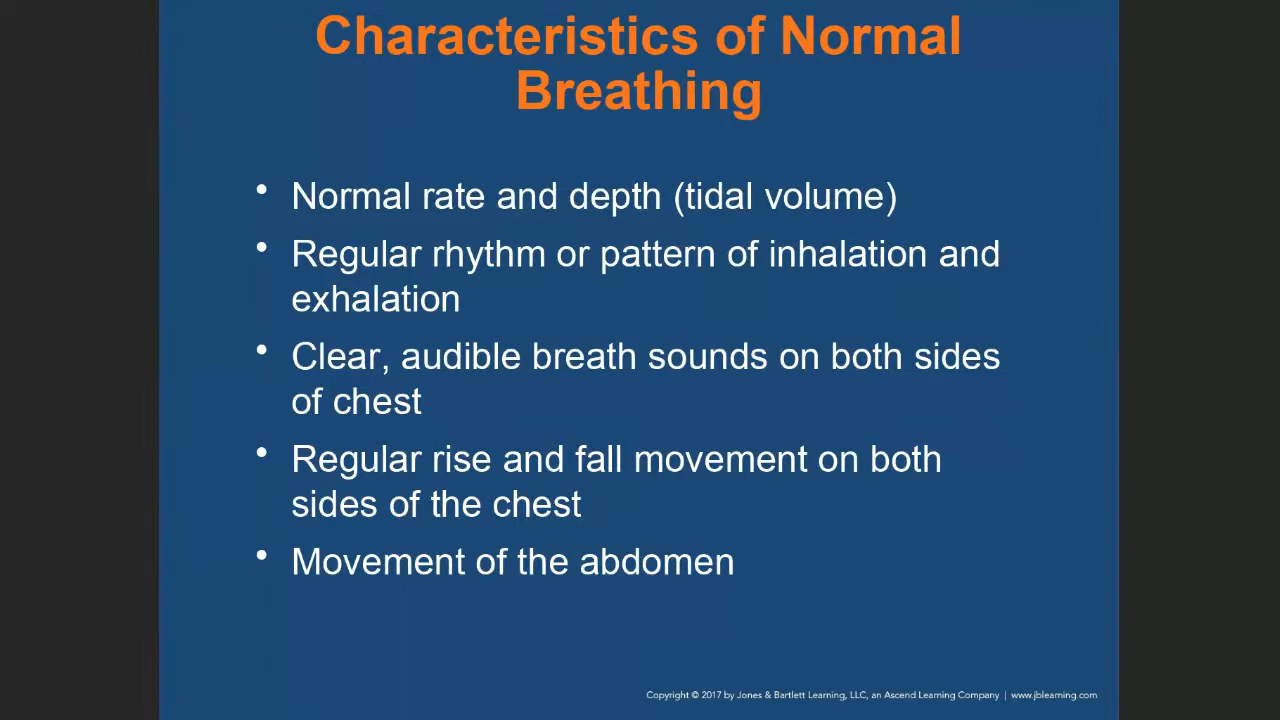 Characteristics of Normal
Breathing
• Normal rate and depth (tidal volume)
• Regular rhythm or pattern of inhalation and
exhalation
• Clear, audible breath sounds on both sides
of chest
• Regular rise and fall movement on both
sides of the chest
• Movement of the abdomen
Copyright © 2017 by Jones & Bartlett Learning, LLC, an Ascend Learning Company | www.jblearning.com